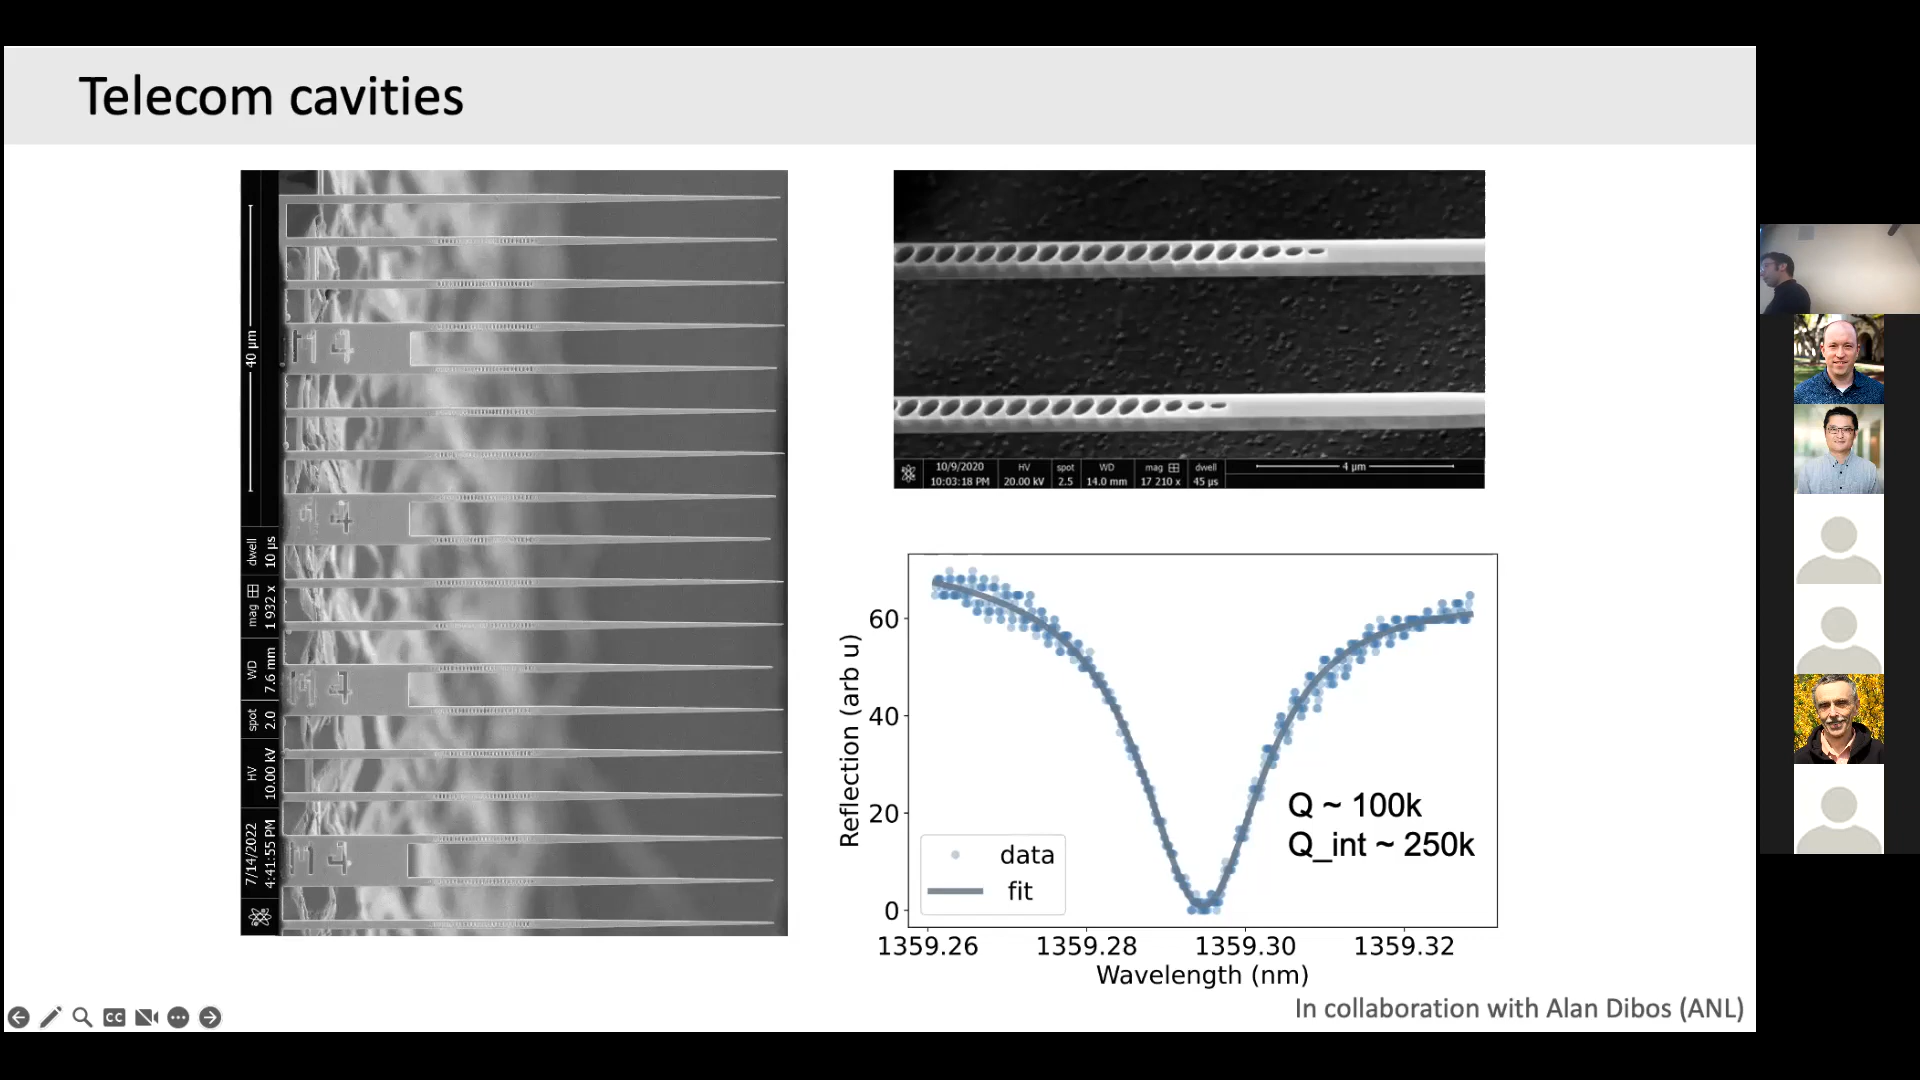 Telecom cavities
40 µm
dwell
10 µs
mag
1 932 x
WD
7.6 mm
spot
2.0
HV
10.00 kV
7/14/2022
4:41:55 PM
10/9/2020
10:03:18 PM
HV
20.00 kV
spot
2.5
WD
14.0 mm
mag
17 210 x
dwell
45 µs
4 µm
Reflection (arb u)
60
40
20
0
data
fit
Q ~ 100k
Q_int ~ 250k
1359.26 1359.28 1359.30 1359.32
Wavelength (nm)
In collaboration with Alan Dibos (ANL)
CC